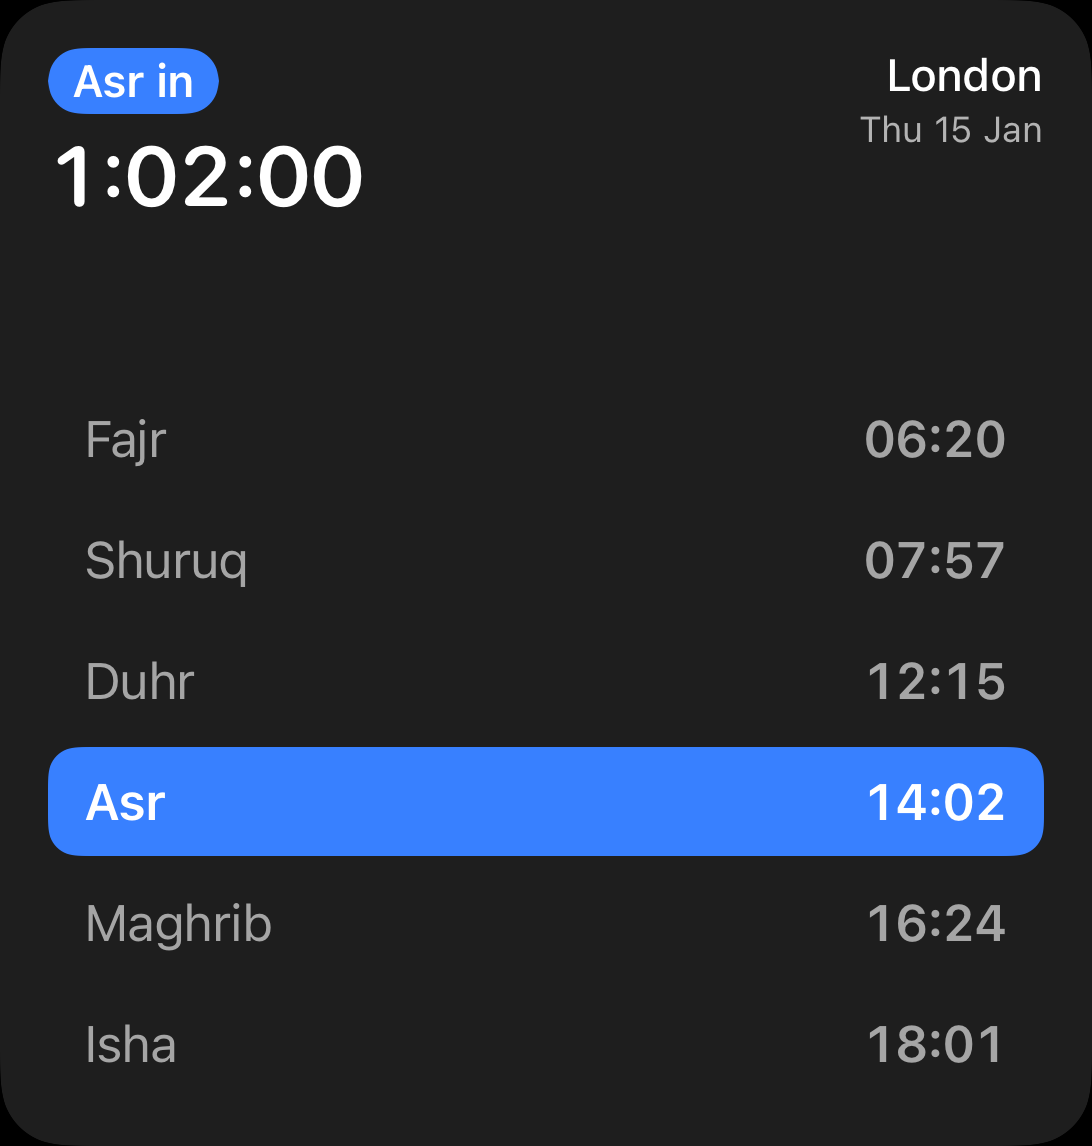 Asr in
1:02:00
London
Thu 15 Jan
Fajr 06:20
Shuruq 07:57
Duhr 12:15
Asr 14:02
Maghrib 16:24
Isha 18:01